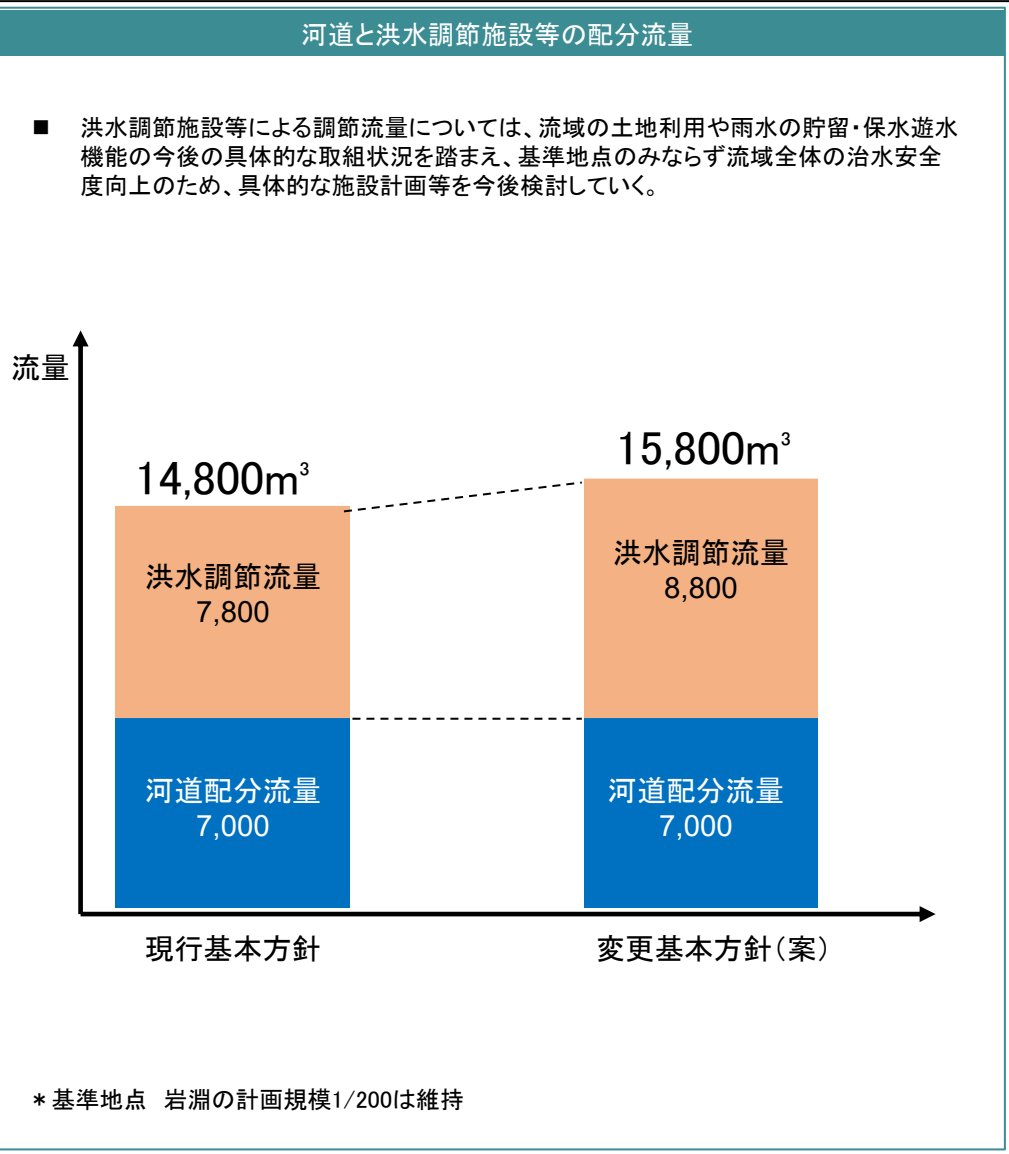 河道と洪水調節施設等の配分流量
■ 洪水調節施設等による調節流量については、流域の土地利用や雨水の貯留・保水遊水
機能の今後の具体的な取組状況を踏まえ、基準地点のみならず流域全体の治水安全
度向上のため、具体的な施設計画等を今後検討していく。
流量
14,800m³
15,800m³
洪水調節流量
7,800
洪水調節流量
8,800
河道配分流量
7,000
河道配分流量
7,000
現行基本方針
変更基本方針（案）
＊基準地点　岩淵の計画規模1/200は維持